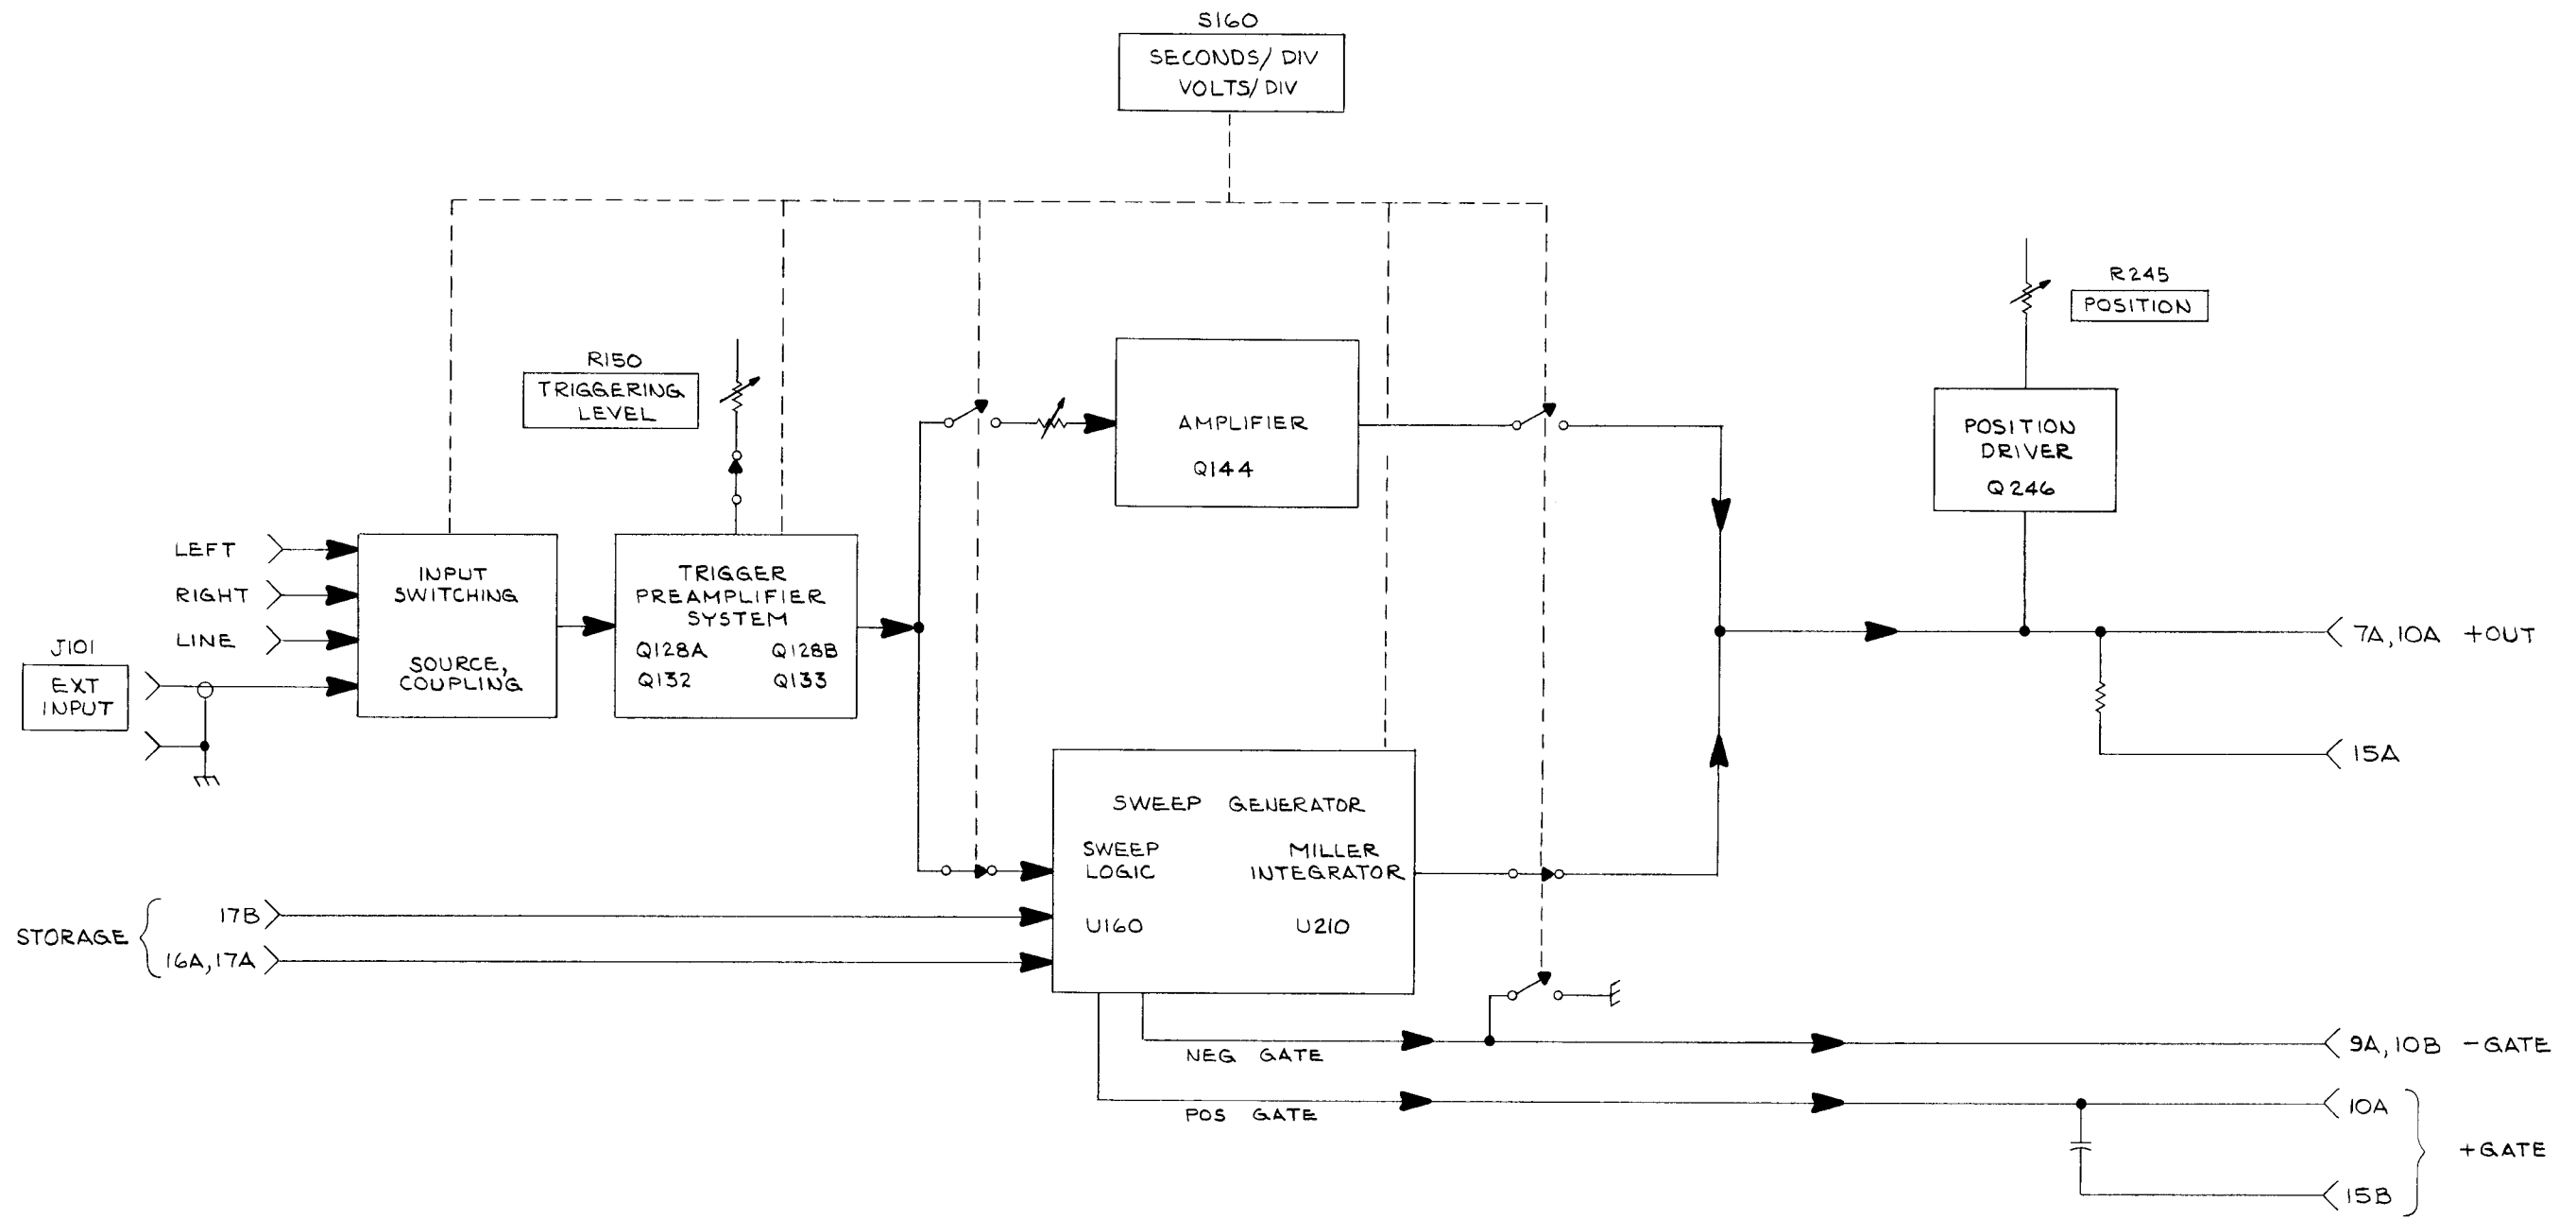 S160
SECONDS/DIV
VOLTS/DIV
R245
POSITION
R150
TRIGGERING
LEVEL
AMPLIFIER
Q144
POSITION
DRIVER
Q246
LEFT
RIGHT
LINE
J101
EXT
INPUT
INPUT
SWITCHING
SOURCE,
COUPLING
TRIGGER
PREAMPLIFIER
SYSTEM
Q128A Q128B
Q132 Q133
7A,10A +OUT
15A
SWEEP GENERATOR
SWEEP
LOGIC
U160
MILLER
INTEGRATOR
U210
STORAGE
17B
16A,17A
NEG GATE
9A,10B -GATE
POS GATE
10A
+GATE
15B